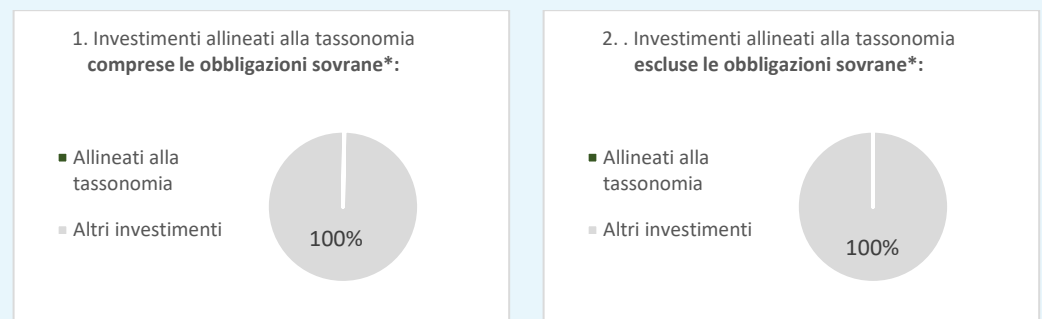 1. Investimenti allineati alla tassonomia
comprese le obbligazioni sovrane*:
Allineati alla
tassonomia
Altri investimenti
100%
2. . Investimenti allineati alla tassonomia
escluse le obbligazioni sovrane*:
Allineati alla
tassonomia
Altri investimenti
100%